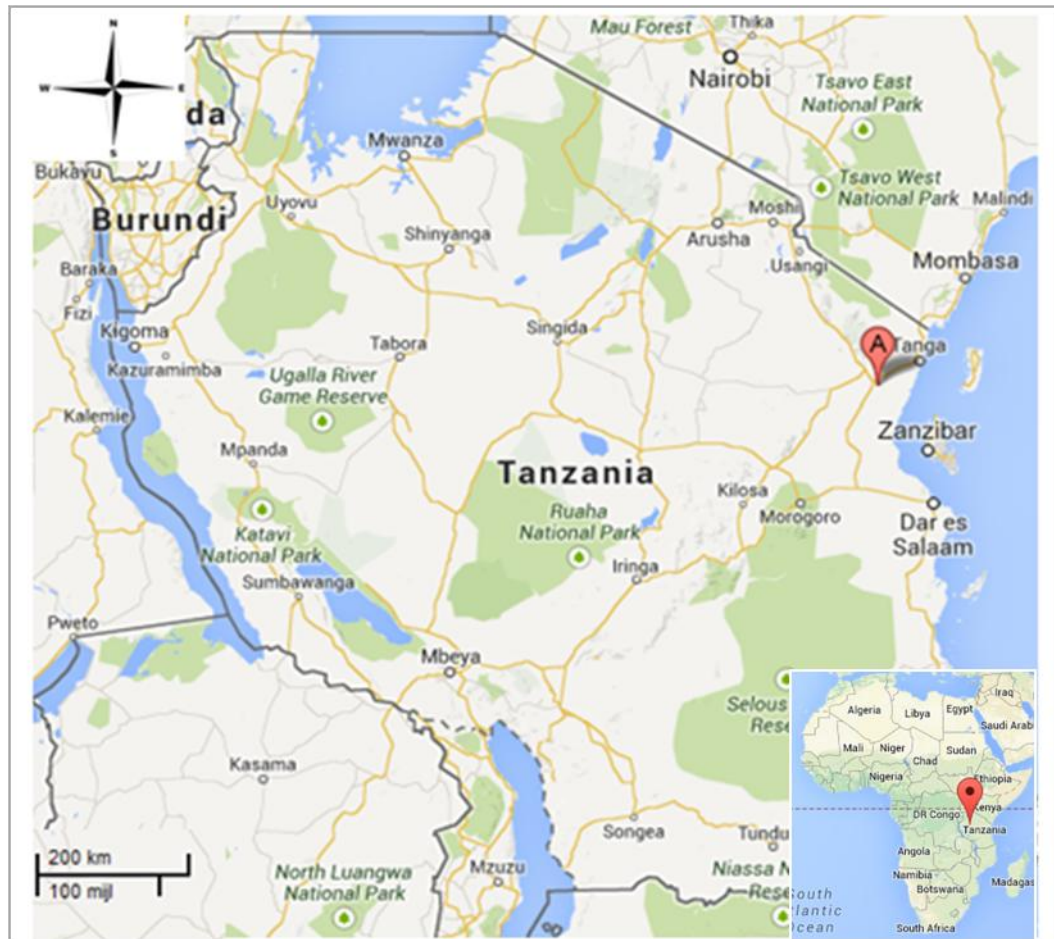 N
W
E
S
Mau Forest
Thika
Nairobi
Tsavo East
National Park
da
Mwanza
Bukavu
Uyovu
Burundi
Shinyanga
Tsavo West
National Park
Malindi
Moshi
Arusha
Usangi
Mombasa
Baraka
Fizi
Kigoma
Kazuramimba
Tabora
Singida
A
Tanga
Ugalla River
Game Reserve
Kalemie
Mpanda
Zanzibar
Tanzania
Kilosa
Morogoro
Dar es
Salaam
Ruaha
National Park
Katavi
National Park
Iringa
Sumbawanga
Pweto
Mbeya
Selous
Rese
Kasama
Songea
Tundu
200 km
100 mijl
North Luangwa
National Park
Mzuzu
Niassa N
Rese
Algeria
Libya
Egypt
Iraq
Saudi Arab
Mali
Niger
Chad
Sudan
Nigeria
Ethiopia
DR Congo
Kenya
Tanzania
Angola
Namibia
Botswana
Madagas
South
tlantic
Ocean
South Africa